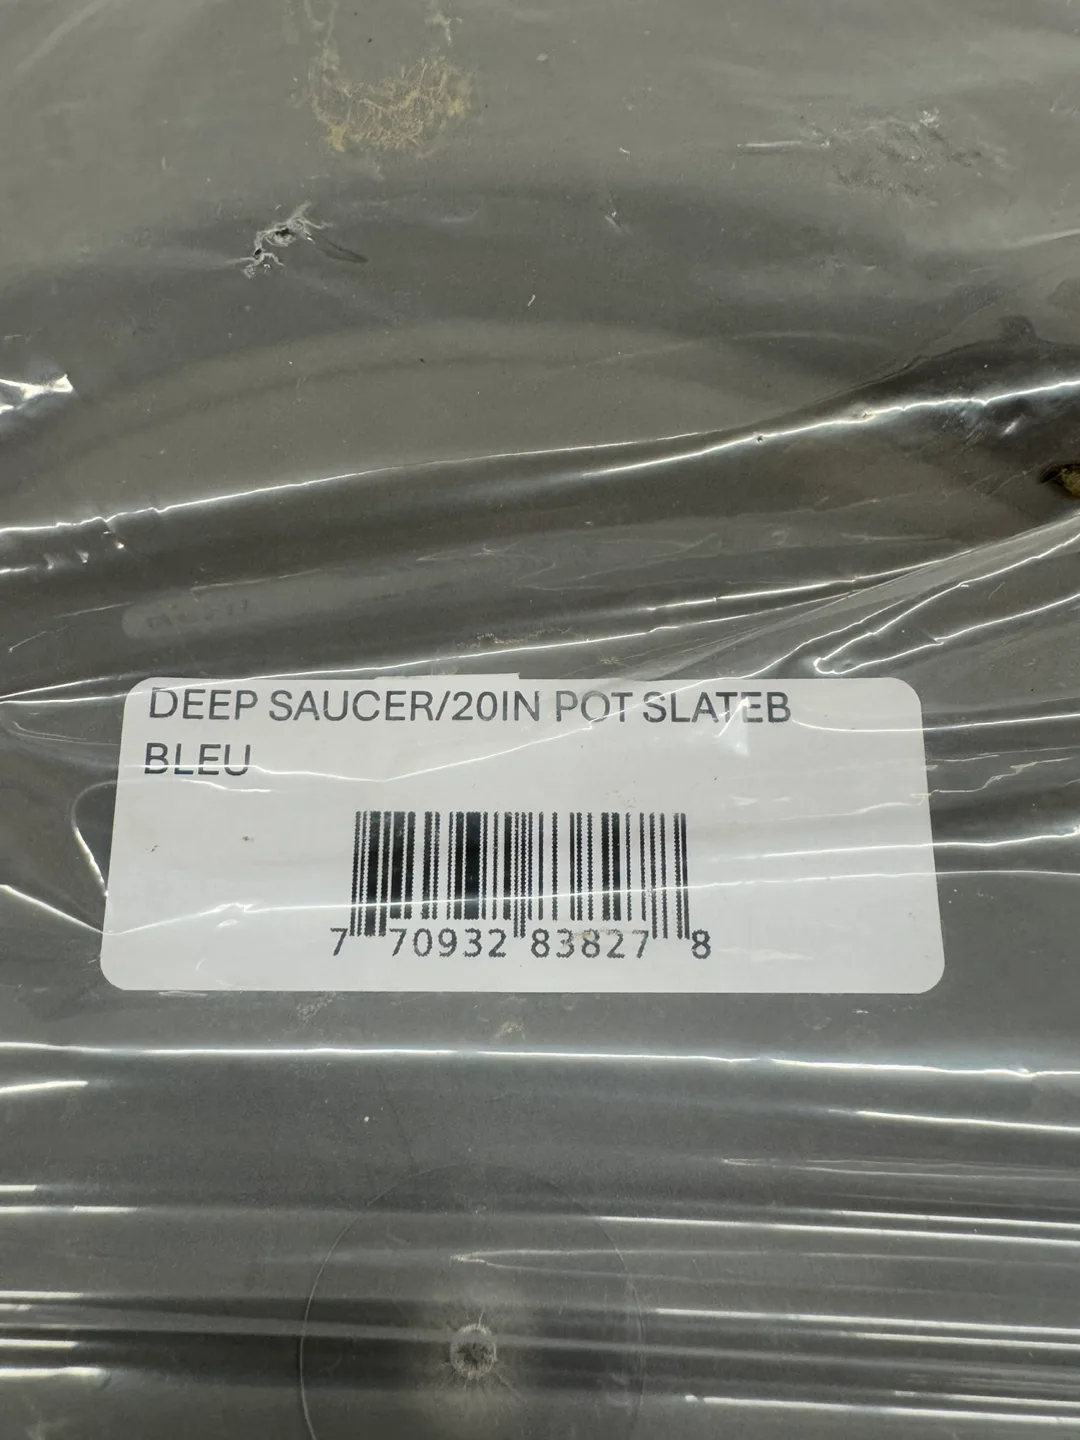 DEEP SAUCER/20IN POT SLATEB
BLEU
7 70932 83827 8